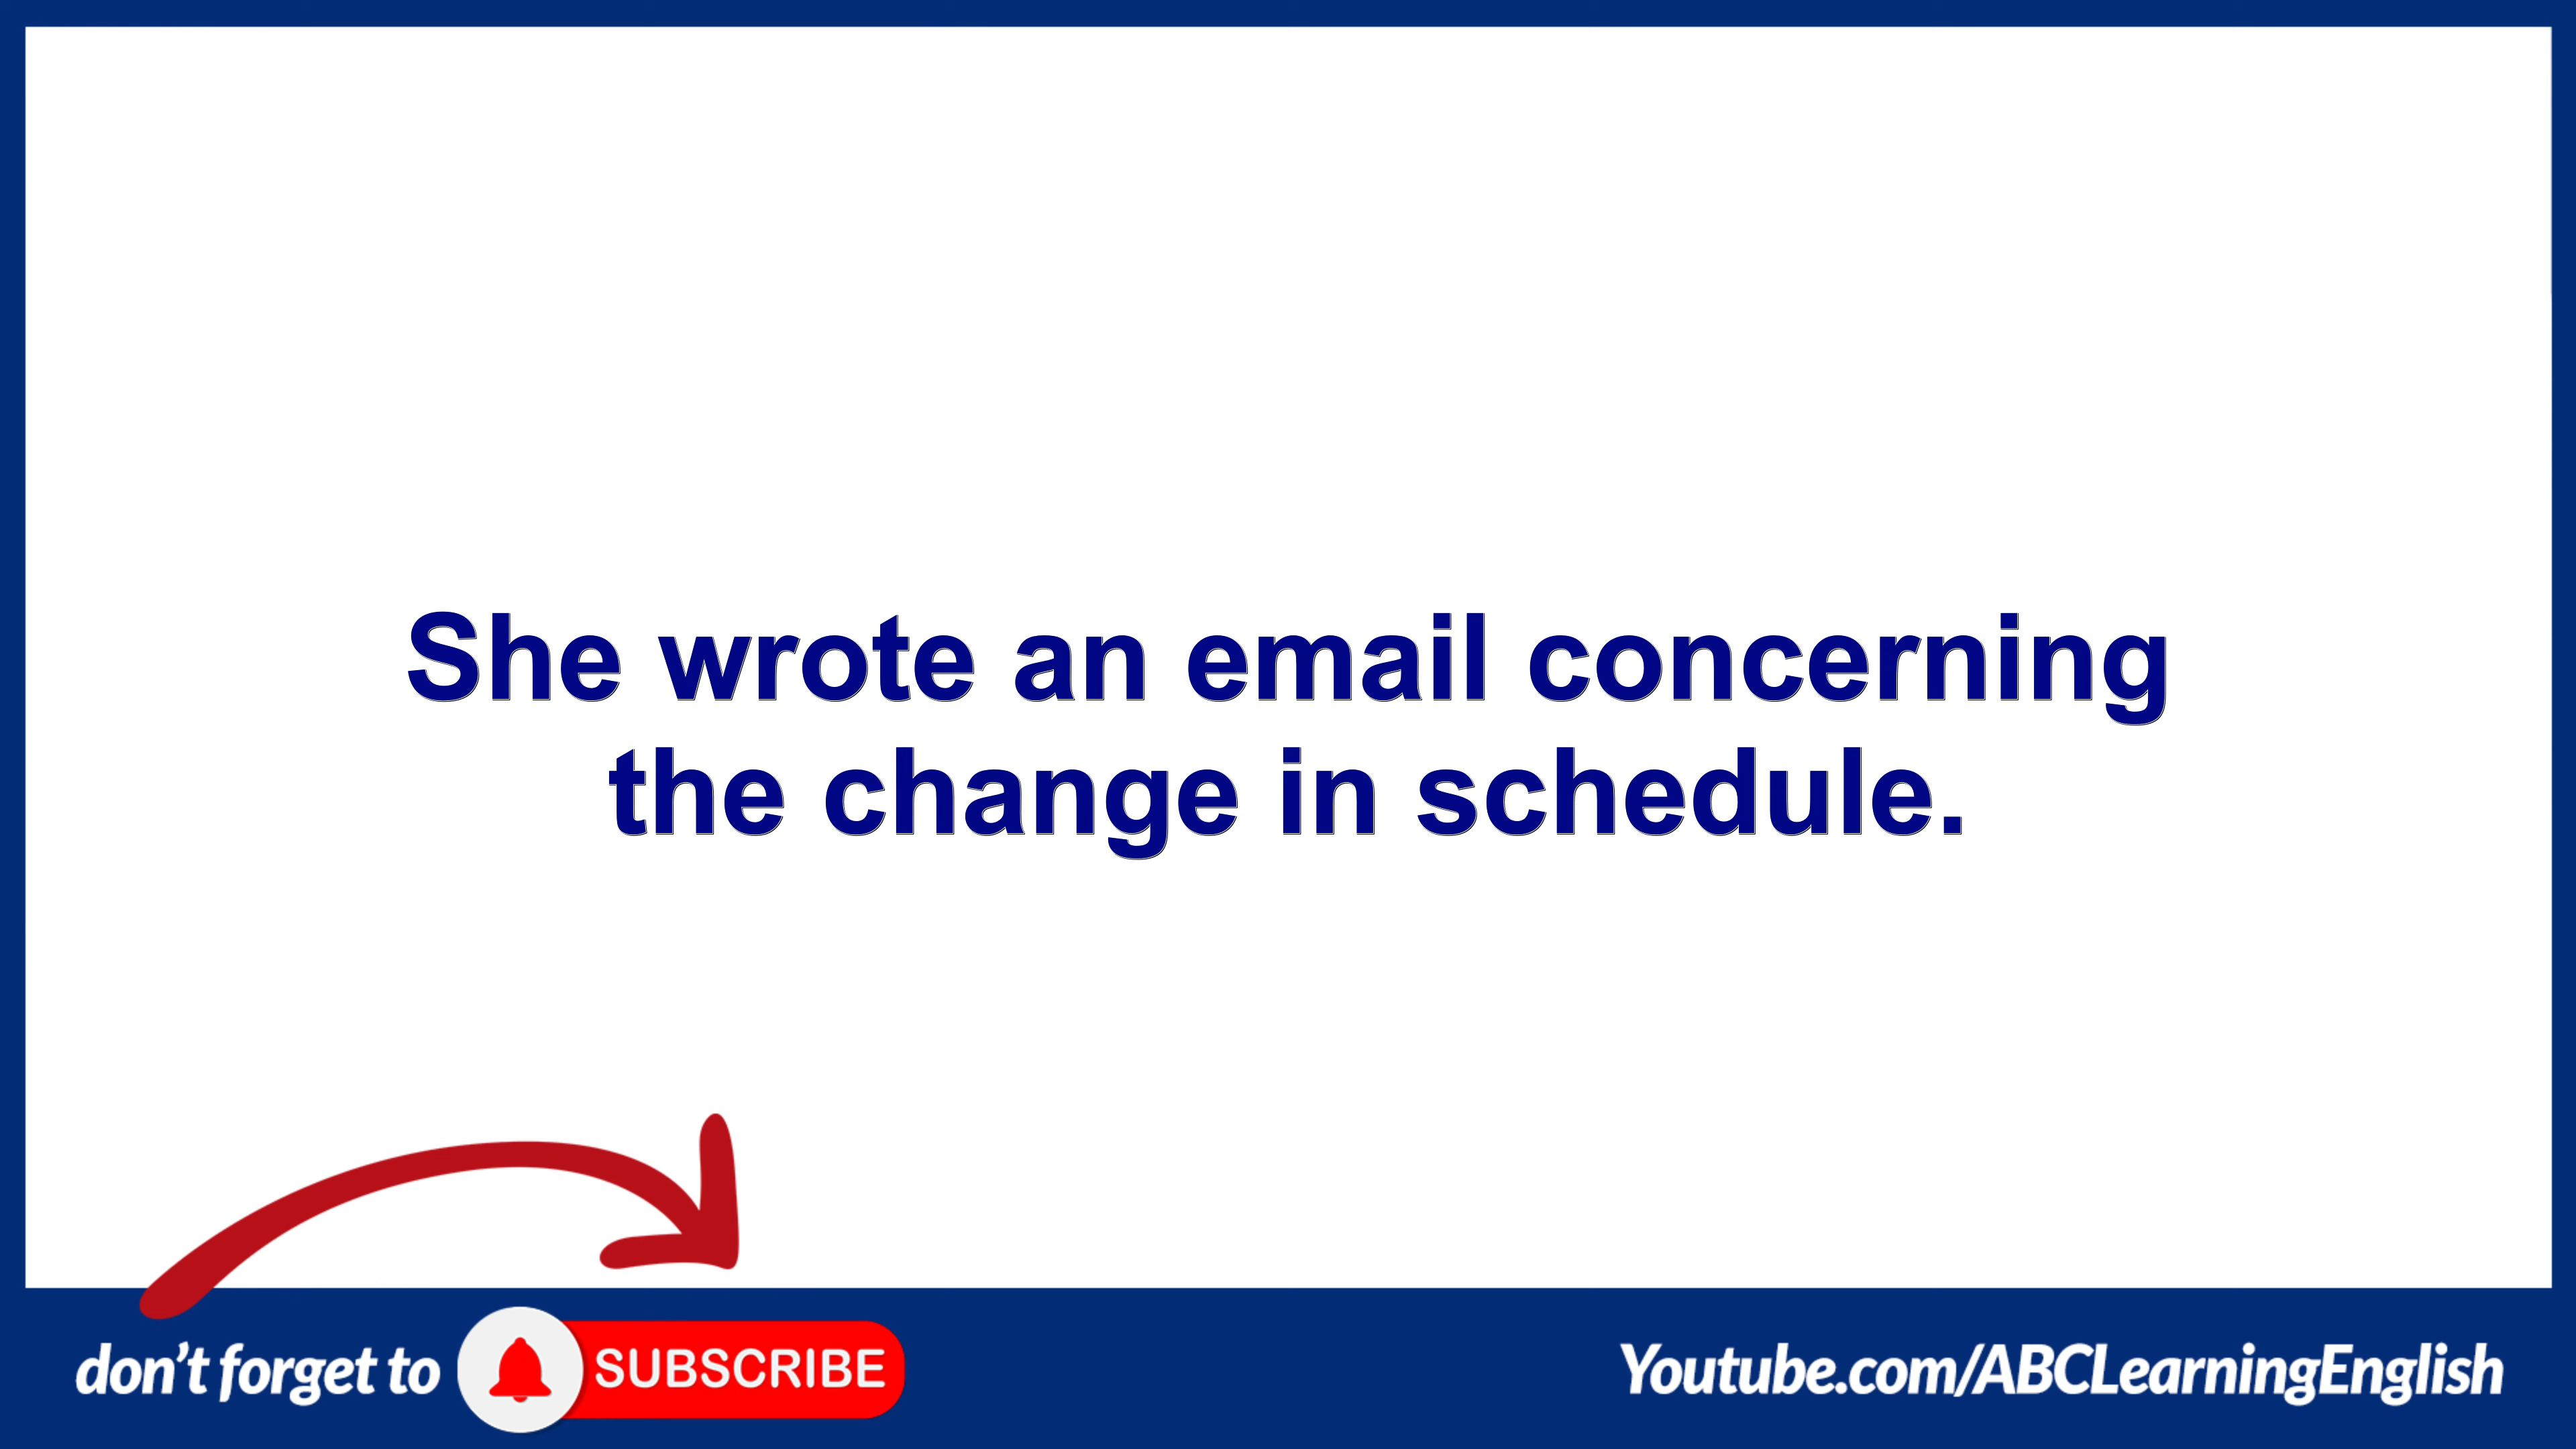 She wrote an email concerning
the change in schedule.
don't forget to SUBSCRIBE
Youtube.com/ABCLearningEnglish